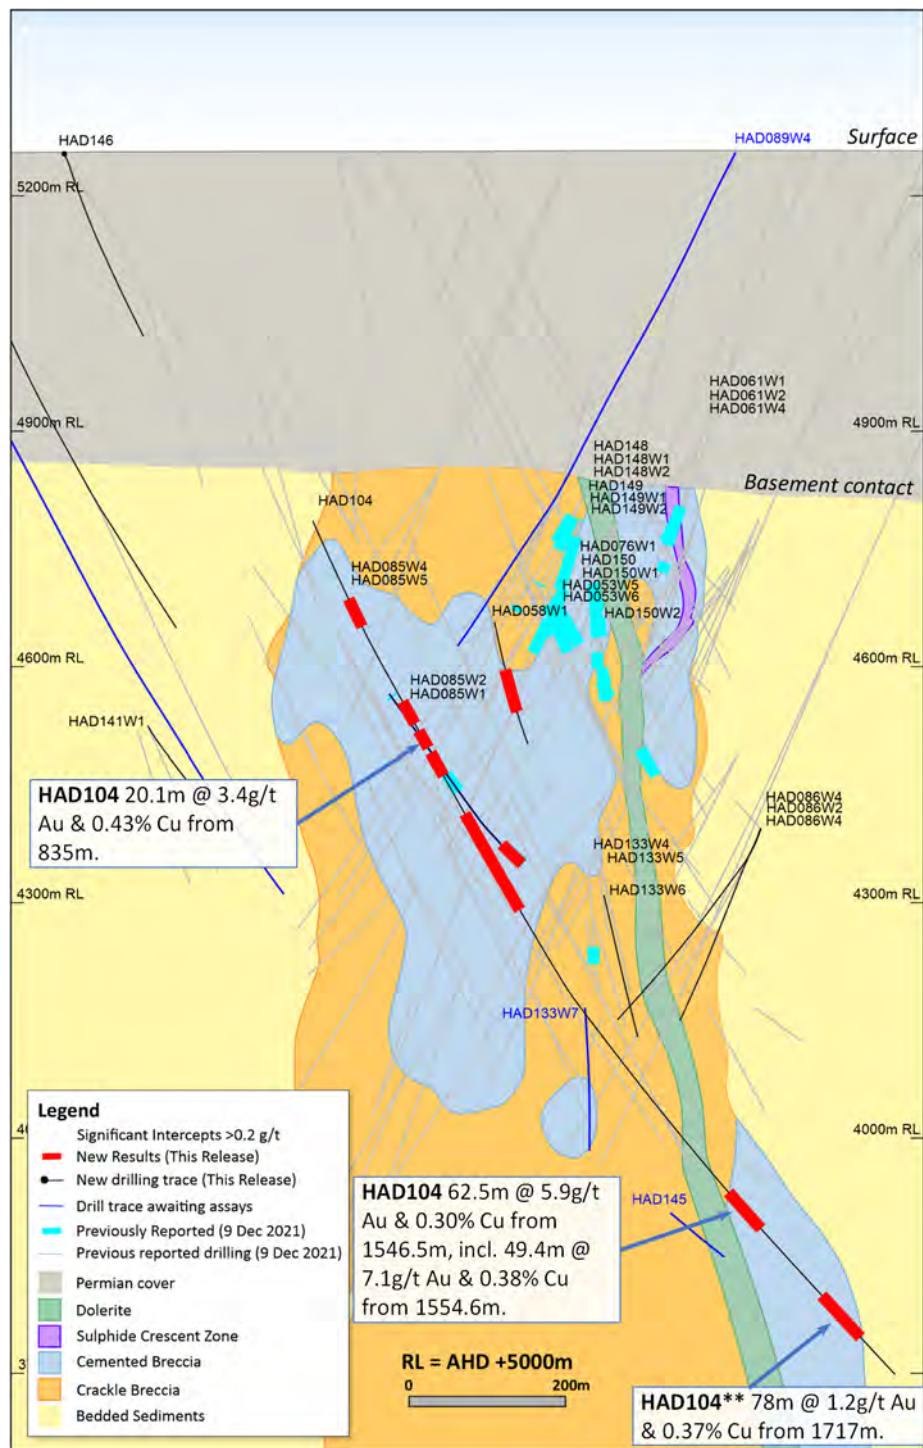 HAD146
HAD089W4
Surface
5200m RL
5200m RL
HAD061W1
HAD061W2
HAD061W4
4900m RL
4900m RL
HAD148
HAD148W1
HAD148W2
HAD149
HAD149W1
HAD149W2
Basement contact
HAD104
HAD076W1
HAD150
HAD150W1
HAD053W5
HAD053W6
HAD150W2
HAD085W4
HAD085W5
HAD058W1
4600m RL
4600m RL
HAD085W2
HAD085W1
HAD141W1
HAD104 20.1m @ 3.4g/t
Au & 0.43% Cu from
835m.
HAD086W4
HAD086W2
HAD086W4
HAD133W4
HAD133W5
HAD133W6
4300m RL
4300m RL
HAD133W7
Legend
Significant Intercepts >0.2 g/t
New Results (This Release)
New drilling trace (This Release)
Drill trace awaiting assays
Previously Reported (9 Dec 2021)
Previous reported drilling (9 Dec 2021)
Permian cover
Dolerite
Sulphide Crescent Zone
Cemented Breccia
Crackle Breccia
Bedded Sediments
4000m RL
HAD104 62.5m @ 5.9g/t
Au & 0.30% Cu from
1546.5m, incl. 49.4m @
7.1g/t Au & 0.38% Cu
from 1554.6m.
HAD145
RL = AHD +5000m
0 200m
HAD104** 78m @ 1.2g/t Au
& 0.37% Cu from 1717m.